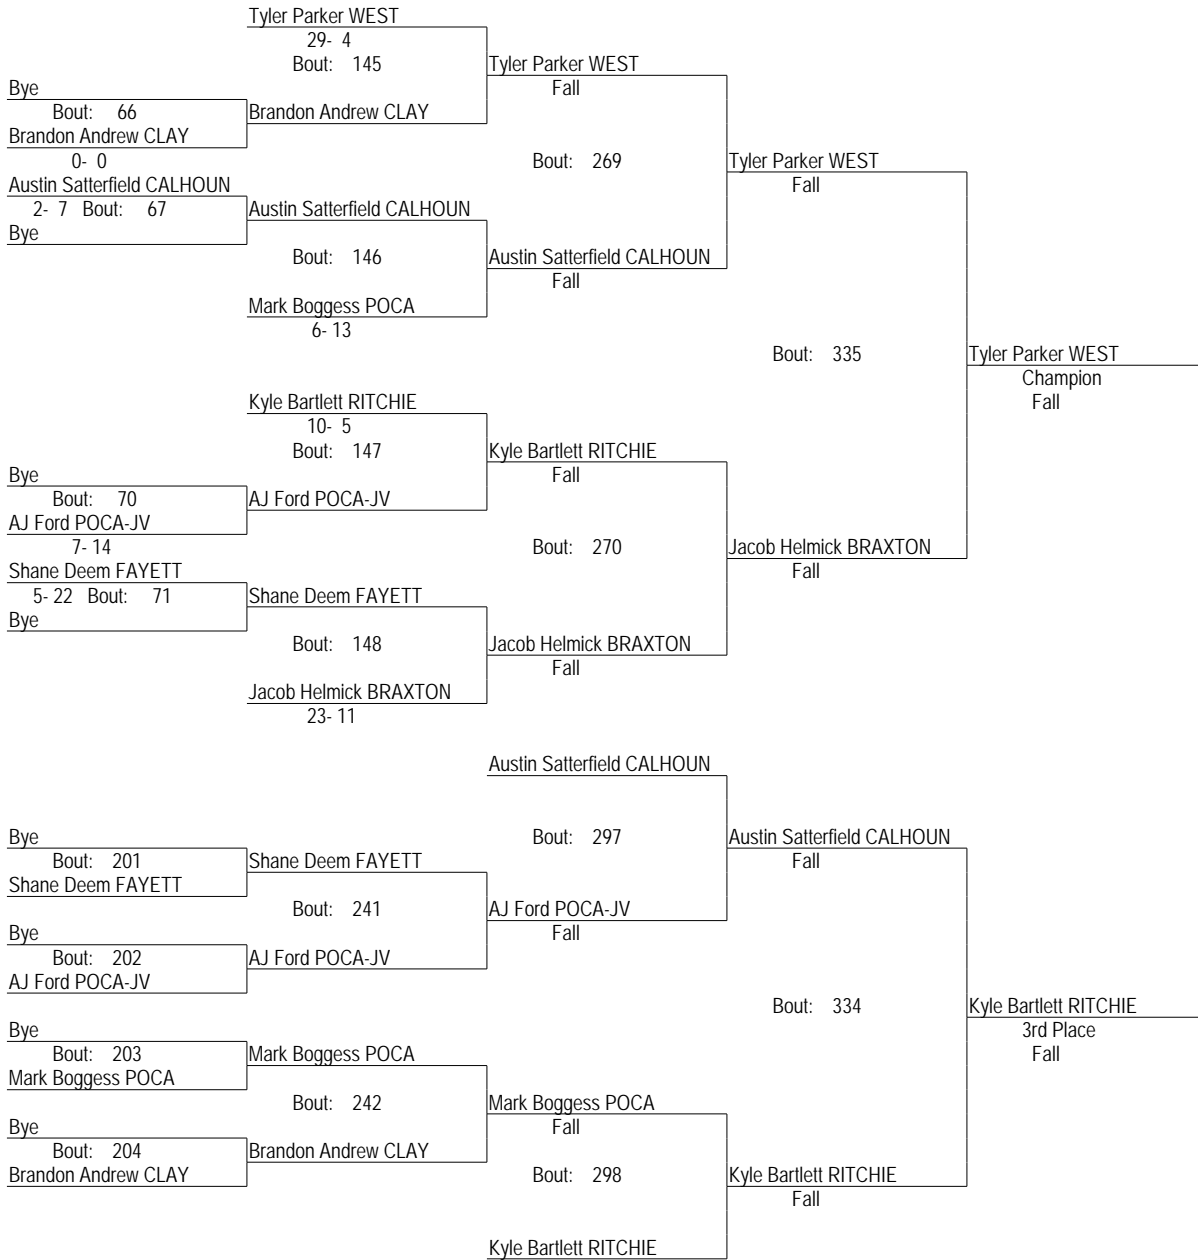 Tyler Parker WEST
29- 4
Bout: 145
Tyler Parker WEST
Fall
Bye
Bout: 66
Brandon Andrew CLAY
Brandon Andrew CLAY
0- 0
Bout: 269
Tyler Parker WEST
Fall
Austin Satterfield CALHOUN
2- 7 Bout: 67
Austin Satterfield CALHOUN
Bye
Bout: 146
Austin Satterfield CALHOUN
Fall
Mark Boggess POCA
6- 13
Bout: 335
Tyler Parker WEST
Champion
Fall
Kyle Bartlett RITCHIE
10- 5
Bout: 147
Kyle Bartlett RITCHIE
Fall
Bye
Bout: 70
AJ Ford POCA-JV
AJ Ford POCA-JV
7- 14
Bout: 270
Jacob Helmick BRAXTON
Fall
Shane Deem FAYETT
5- 22 Bout: 71
Shane Deem FAYETT
Bye
Bout: 148
Jacob Helmick BRAXTON
Fall
Jacob Helmick BRAXTON
23- 11
Austin Satterfield CALHOUN
Bout: 297
Austin Satterfield CALHOUN
Fall
Bye
Bout: 201
Shane Deem FAYETT
Shane Deem FAYETT
Bout: 241
AJ Ford POCA-JV
Fall
Bye
Bout: 202
AJ Ford POCA-JV
AJ Ford POCA-JV
Bout: 334
Kyle Bartlett RITCHIE
3rd Place
Fall
Bye
Bout: 203
Mark Boggess POCA
Mark Boggess POCA
Bout: 242
Mark Boggess POCA
Fall
Bye
Bout: 204
Brandon Andrew CLAY
Brandon Andrew CLAY
Bout: 298
Kyle Bartlett RITCHIE
Fall
Kyle Bartlett RITCHIE